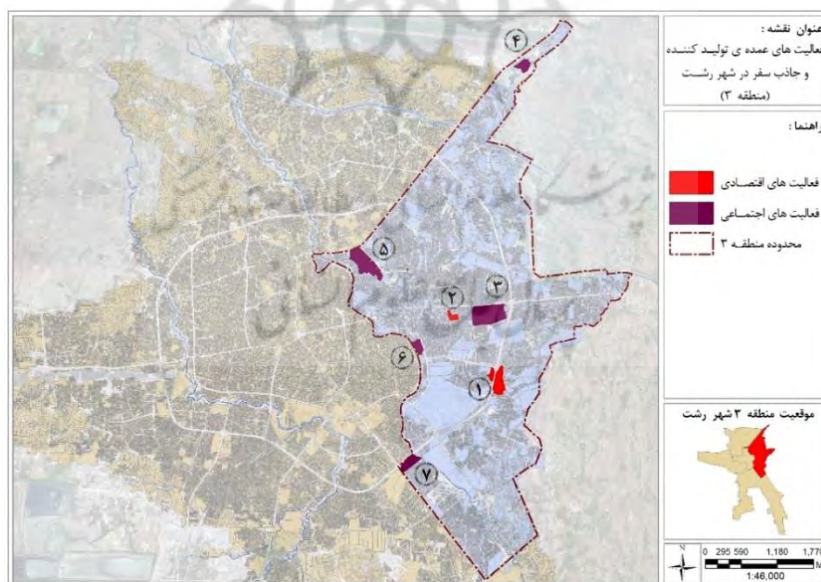 عنوان نقشه :
فعالیت های عمده ی تولید کننده
و جاذب سفر در شهر رشت
(منطقه ۳)
راهنما :
فعالیت های اقتصادی
فعالیت های اجتماعی
محدوده منطقه ۳
موقعیت منطقه ۳ شهر رشت
N
0 295 590 1,180 1,770
M
1:46,000
۴
۵
۳
۲
۶
۱
۷